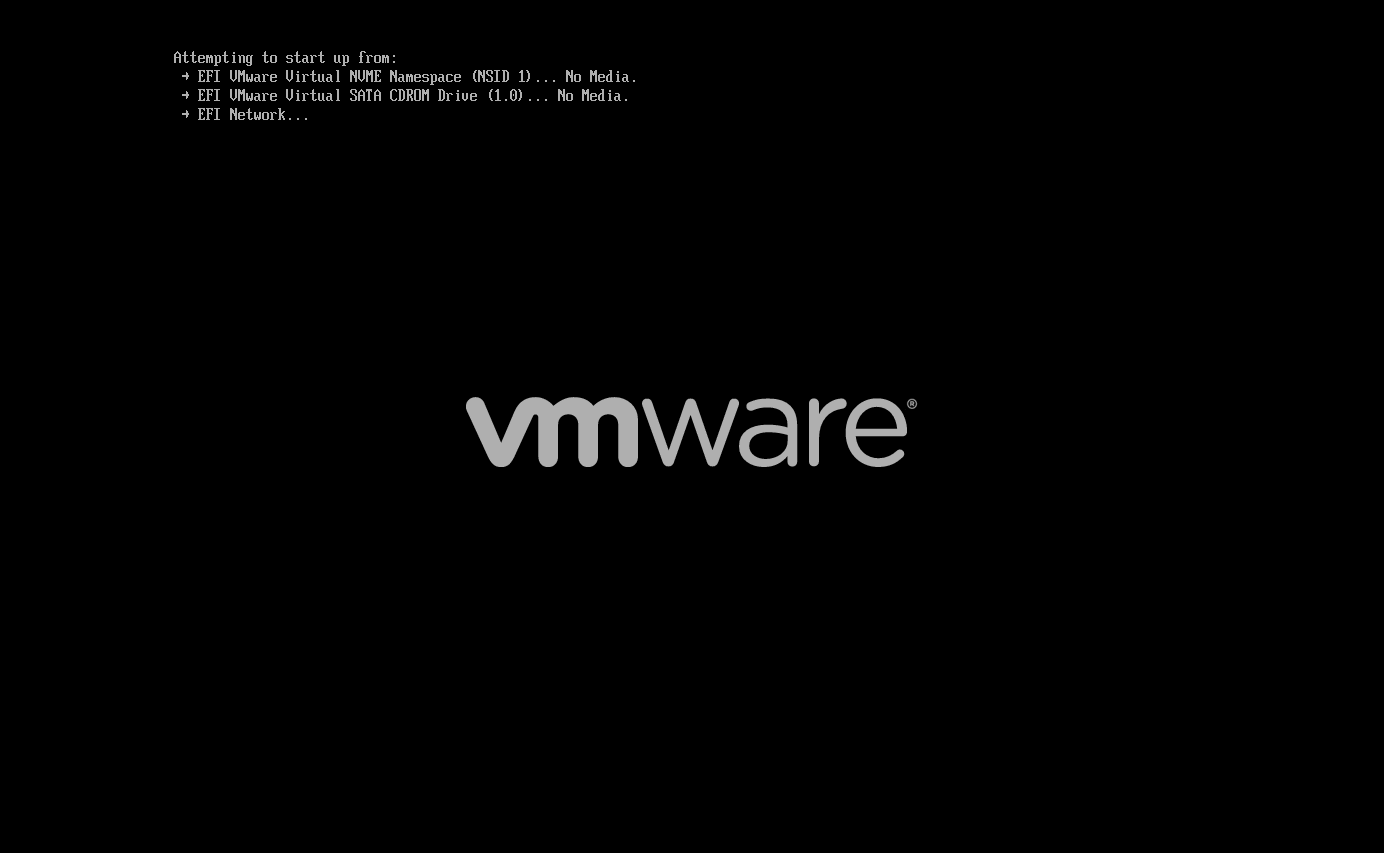 Attempting to start up from:
→ EFI VMware Virtual NVME Namespace (NSID 1)... No Media.
→ EFI VMware Virtual SATA CDROM Drive (1.0)... No Media.
→ EFI Network...
vmware®